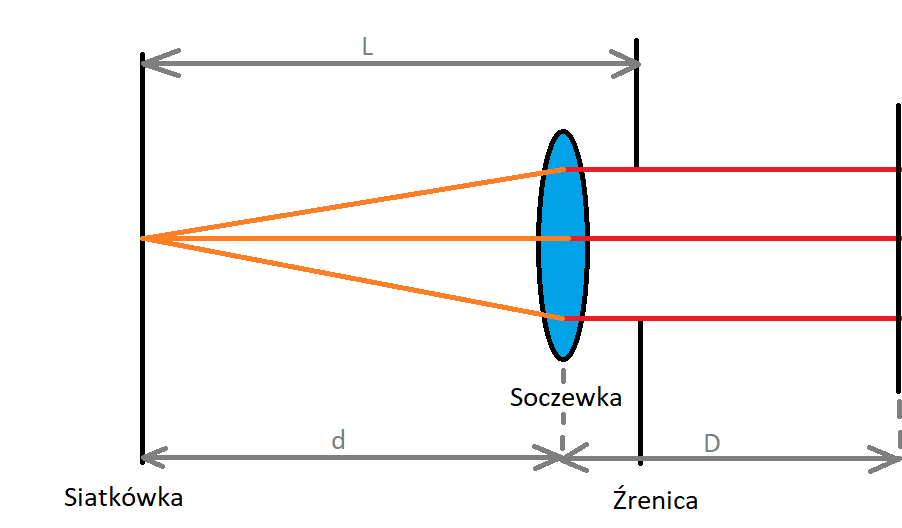 L
Soczewka
d
D
Siatkówka
Źrenica